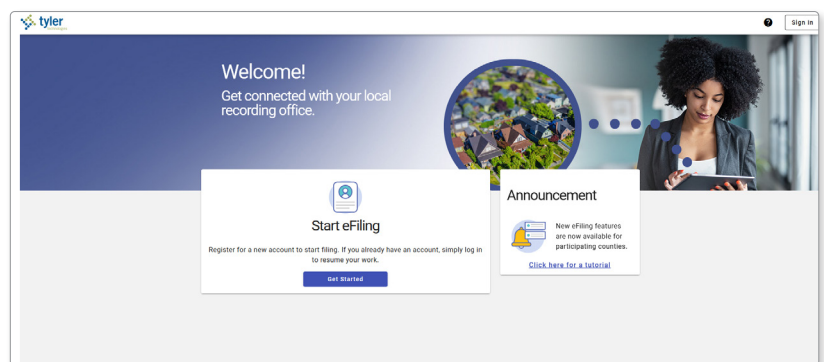 tyler
technologies
?
Sign in
Welcome!
Get connected with your local
recording office.
Start eFiling
Register for a new account to start filing. If you already have an account, simply log in
to resume your work.
Get Started
Announcement
New eFiling features
are now available for
participating counties.
Click here for a tutorial